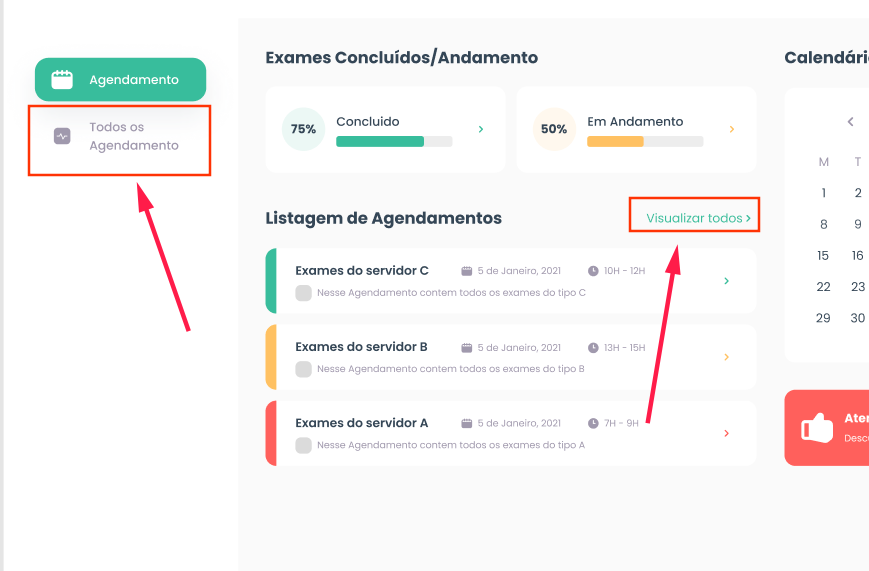 Agendamento
Todos os
Agendamento
Exames Concluídos/Andamento
75%
Concluido
50%
Em Andamento
Listagem de Agendamentos
Visualizar todos
Exames do servidor C
5 de Janeiro, 2021
10H - 12H
Nesse Agendamento contem todos os exames do tipo C
Exames do servidor B
5 de Janeiro, 2021
13H - 15H
Nesse Agendamento contem todos os exames do tipo B
Exames do servidor A
5 de Janeiro, 2021
7H - 9H
Nesse Agendamento contem todos os exames do tipo A
Calendári
M T
1 2
8 9
15 16
22 23
29 30
Aten
Descu